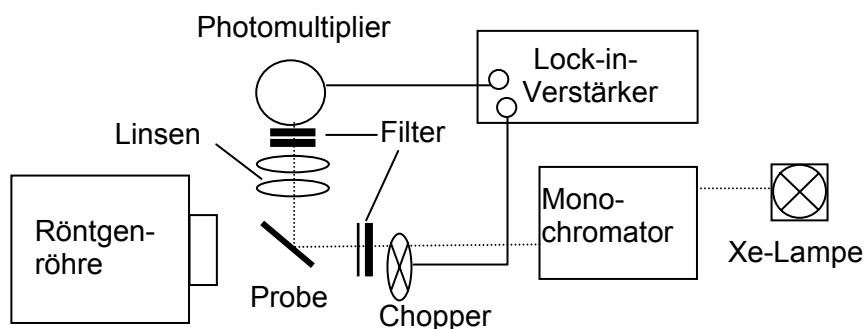 Photomultiplier
Lock-in-
Verstärker
Linsen
Filter
Röntgen-
röhre
Mono-
chromator
Xe-Lampe
Probe
Chopper